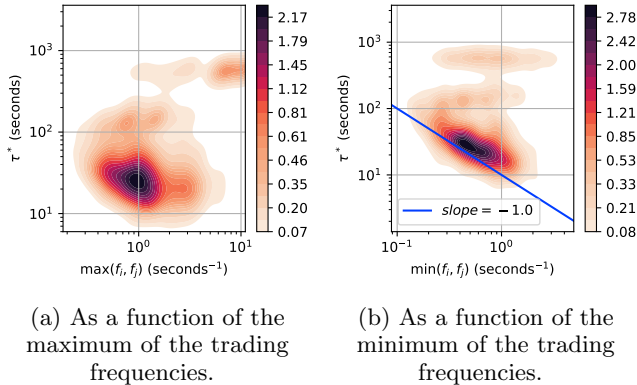 10³
10²
10¹
τ* (seconds)
10⁰
10¹
max(fᵢ, fⱼ) (seconds⁻¹)
2.17
1.79
1.45
1.12
0.81
0.61
0.46
0.33
0.20
0.07
10³
10²
10¹
τ* (seconds)
slope = −1.0
10⁻¹
10⁰
min(fᵢ, fⱼ) (seconds⁻¹)
2.78
2.42
2.00
1.52
1.12
0.85
0.55
0.35
0.21
0.08
(a) As a function of the
maximum of the trading
frequencies.
(b) As a function of the
minimum of the trading
frequencies.